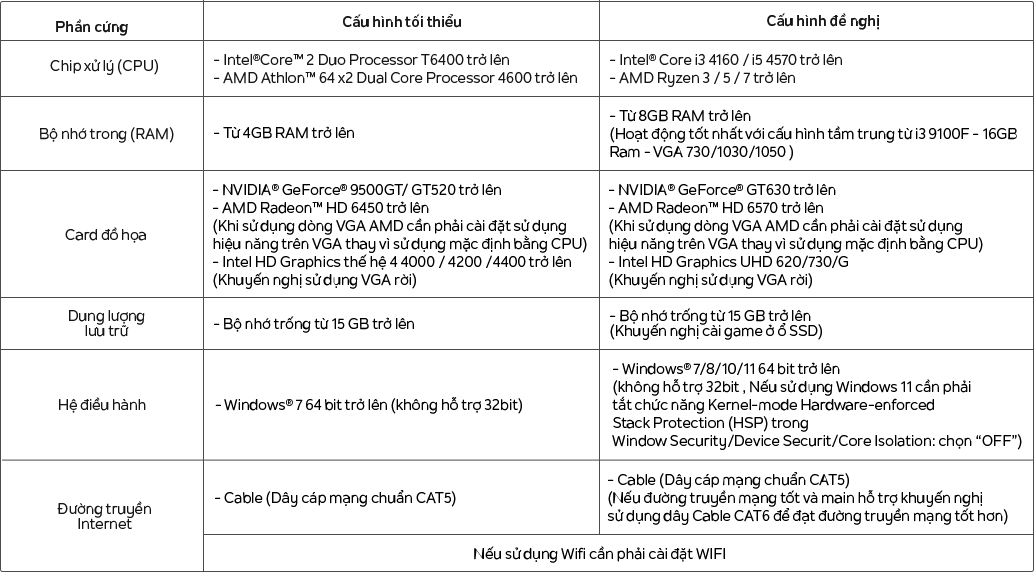 Phần cứng
Cấu hình tối thiểu
Cấu hình đề nghị
Chip xử lý (CPU)
- Intel®Core™ 2 Duo Processor T6400 trở lên
- AMD Athlon™ 64 x2 Dual Core Processor 4600 trở lên
- Intel® Core i3 4160 / i5 4570 trở lên
- AMD Ryzen 3 / 5 / 7 trở lên
Bộ nhớ trong (RAM)
- Từ 4GB RAM trở lên
- Từ 8GB RAM trở lên
(Hoạt động tốt nhất với cấu hình tầm trung từ i3 9100F - 16GB
Ram - VGA 730/1030/1050 )
Card đồ họa
- NVIDIA® GeForce® 9500GT/ GT520 trở lên
- AMD Radeon™ HD 6450 trở lên
(Khi sử dụng dòng VGA AMD cần phải cài đặt sử dụng
hiệu năng trên VGA thay vì sử dụng mặc định bằng CPU)
- Intel HD Graphics thế hệ 4 4000 / 4200 /4400 trở lên
(Khuyến nghị sử dụng VGA rời)
- NVIDIA® GeForce® GT630 trở lên
- AMD Radeon™ HD 6570 trở lên
(Khi sử dụng dòng VGA AMD cần phải cài đặt sử dụng
hiệu năng trên VGA thay vì sử dụng mặc định bằng CPU)
- Intel HD Graphics UHD 620/730/G
(Khuyến nghị sử dụng VGA rời)
Dung lượng
lưu trữ
- Bộ nhớ trống từ 15 GB trở lên
- Bộ nhớ trống từ 15 GB trở lên
(Khuyến nghị cài game ở ổ SSD)
Hệ điều hành
- Windows® 7 64 bit trở lên (không hỗ trợ 32bit)
- Windows® 7/8/10/11 64 bit trở lên
(không hỗ trợ 32bit , Nếu sử dụng Windows 11 cần phải
tắt chức năng Kernel-mode Hardware-enforced
Stack Protection (HSP) trong
Window Security/Device Securit/Core Isolation: chọn “OFF”)
Đường truyền
Internet
- Cable (Dây cáp mạng chuẩn CAT5)
- Cable (Dây cáp mạng chuẩn CAT5)
(Nếu đường truyền mạng tốt và main hỗ trợ khuyến nghị
sử dụng dây Cable CAT6 để đạt đường truyền mạng tốt hơn)
Nếu sử dụng Wifi cần phải cài đặt WIFI